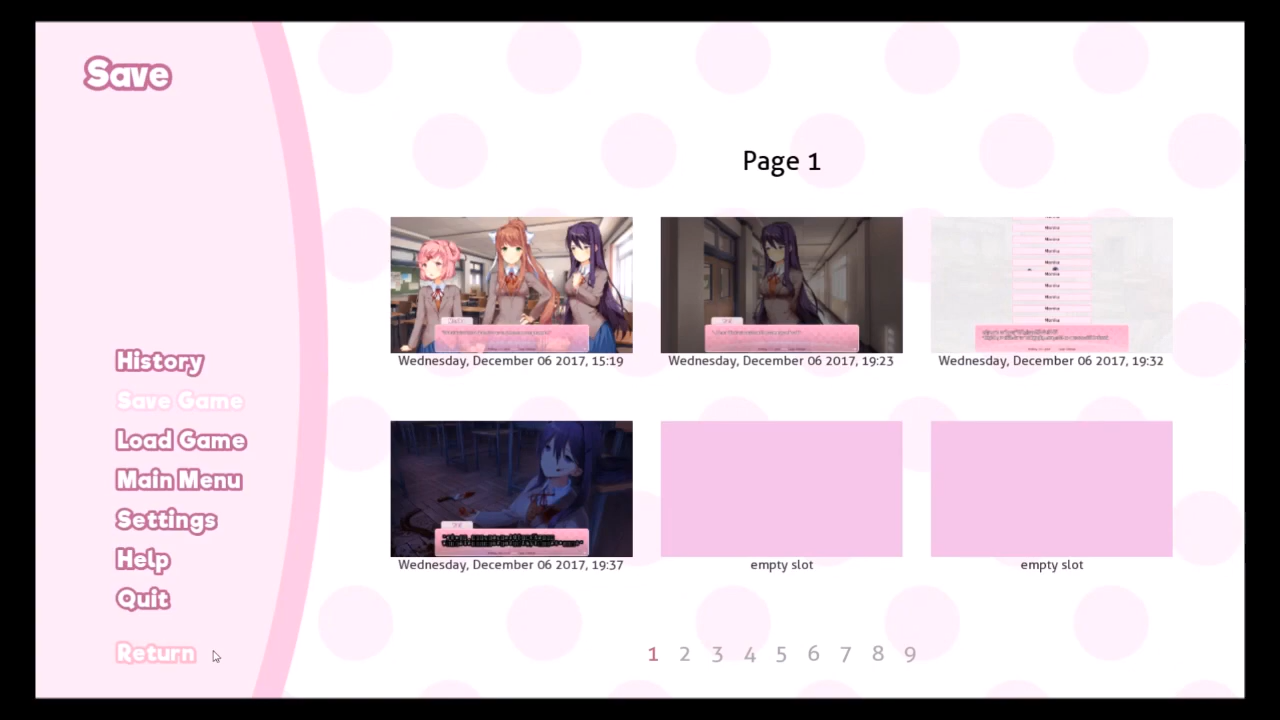 Save
Page 1
Wednesday, December 06 2017, 15:19
Wednesday, December 06 2017, 19:23
Wednesday, December 06 2017, 19:32
History
Save Game
Load Game
Main Menu
Settings
Help
Quit
Return
Wednesday, December 06 2017, 19:37
empty slot
empty slot
1 2 3 4 5 6 7 8 9